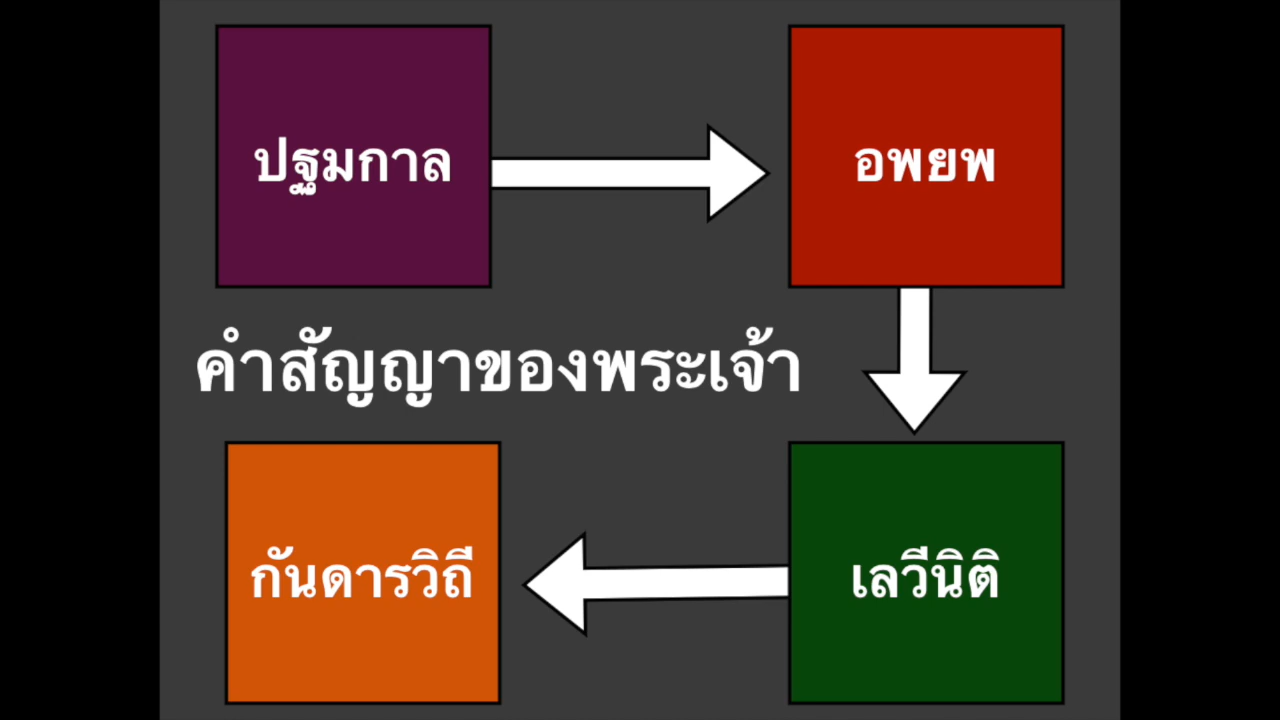 ปฐมกาล
อพยพ
คำสัญญาของพระเจ้า
กันดารวิถี
เลวีนิติ